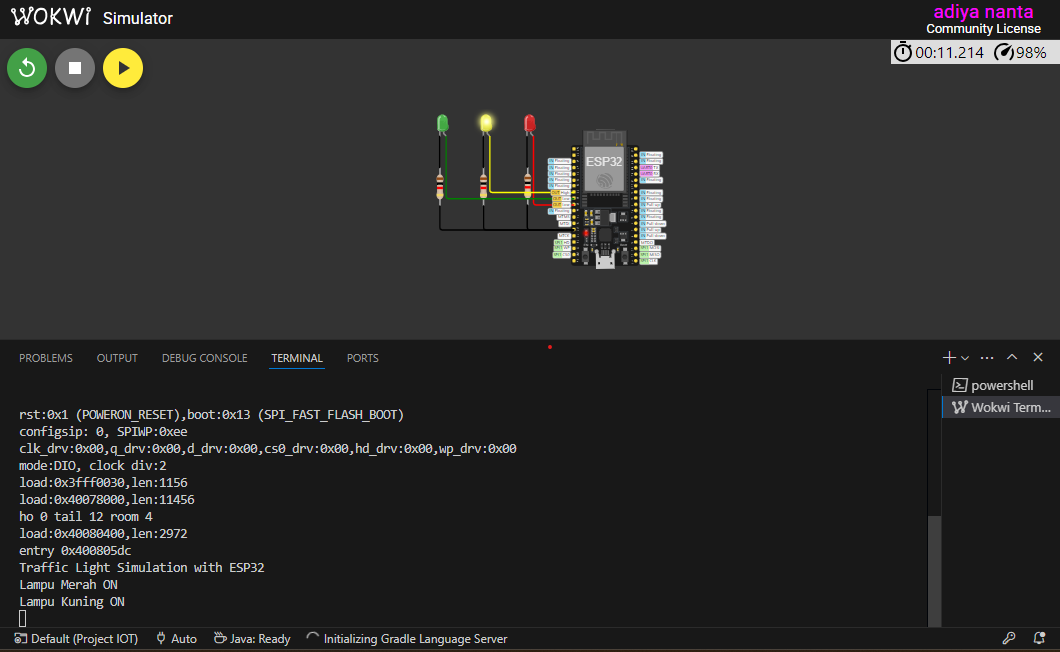 WOKWI Simulator
adiya nanta
Community License
00:11.214 98%
ESP32
PROBLEMS OUTPUT DEBUG CONSOLE TERMINAL PORTS
powershell
Wokwi Term...
rst:0x1 (POWERON_RESET),boot:0x13 (SPI_FAST_FLASH_BOOT)
configsip: 0, SPIWP:0xee
clk_drv:0x00,q_drv:0x00,d_drv:0x00,cs0_drv:0x00,hd_drv:0x00,wp_drv:0x00
mode:DIO, clock div:2
load:0x3fff0030,len:1156
load:0x40078000,len:11456
ho 0 tail 12 room 4
load:0x40080400,len:2972
entry 0x400805dc
Traffic Light Simulation with ESP32
Lampu Merah ON
Lampu Kuning ON
Default (Project IOT) Auto Java: Ready Initializing Gradle Language Server